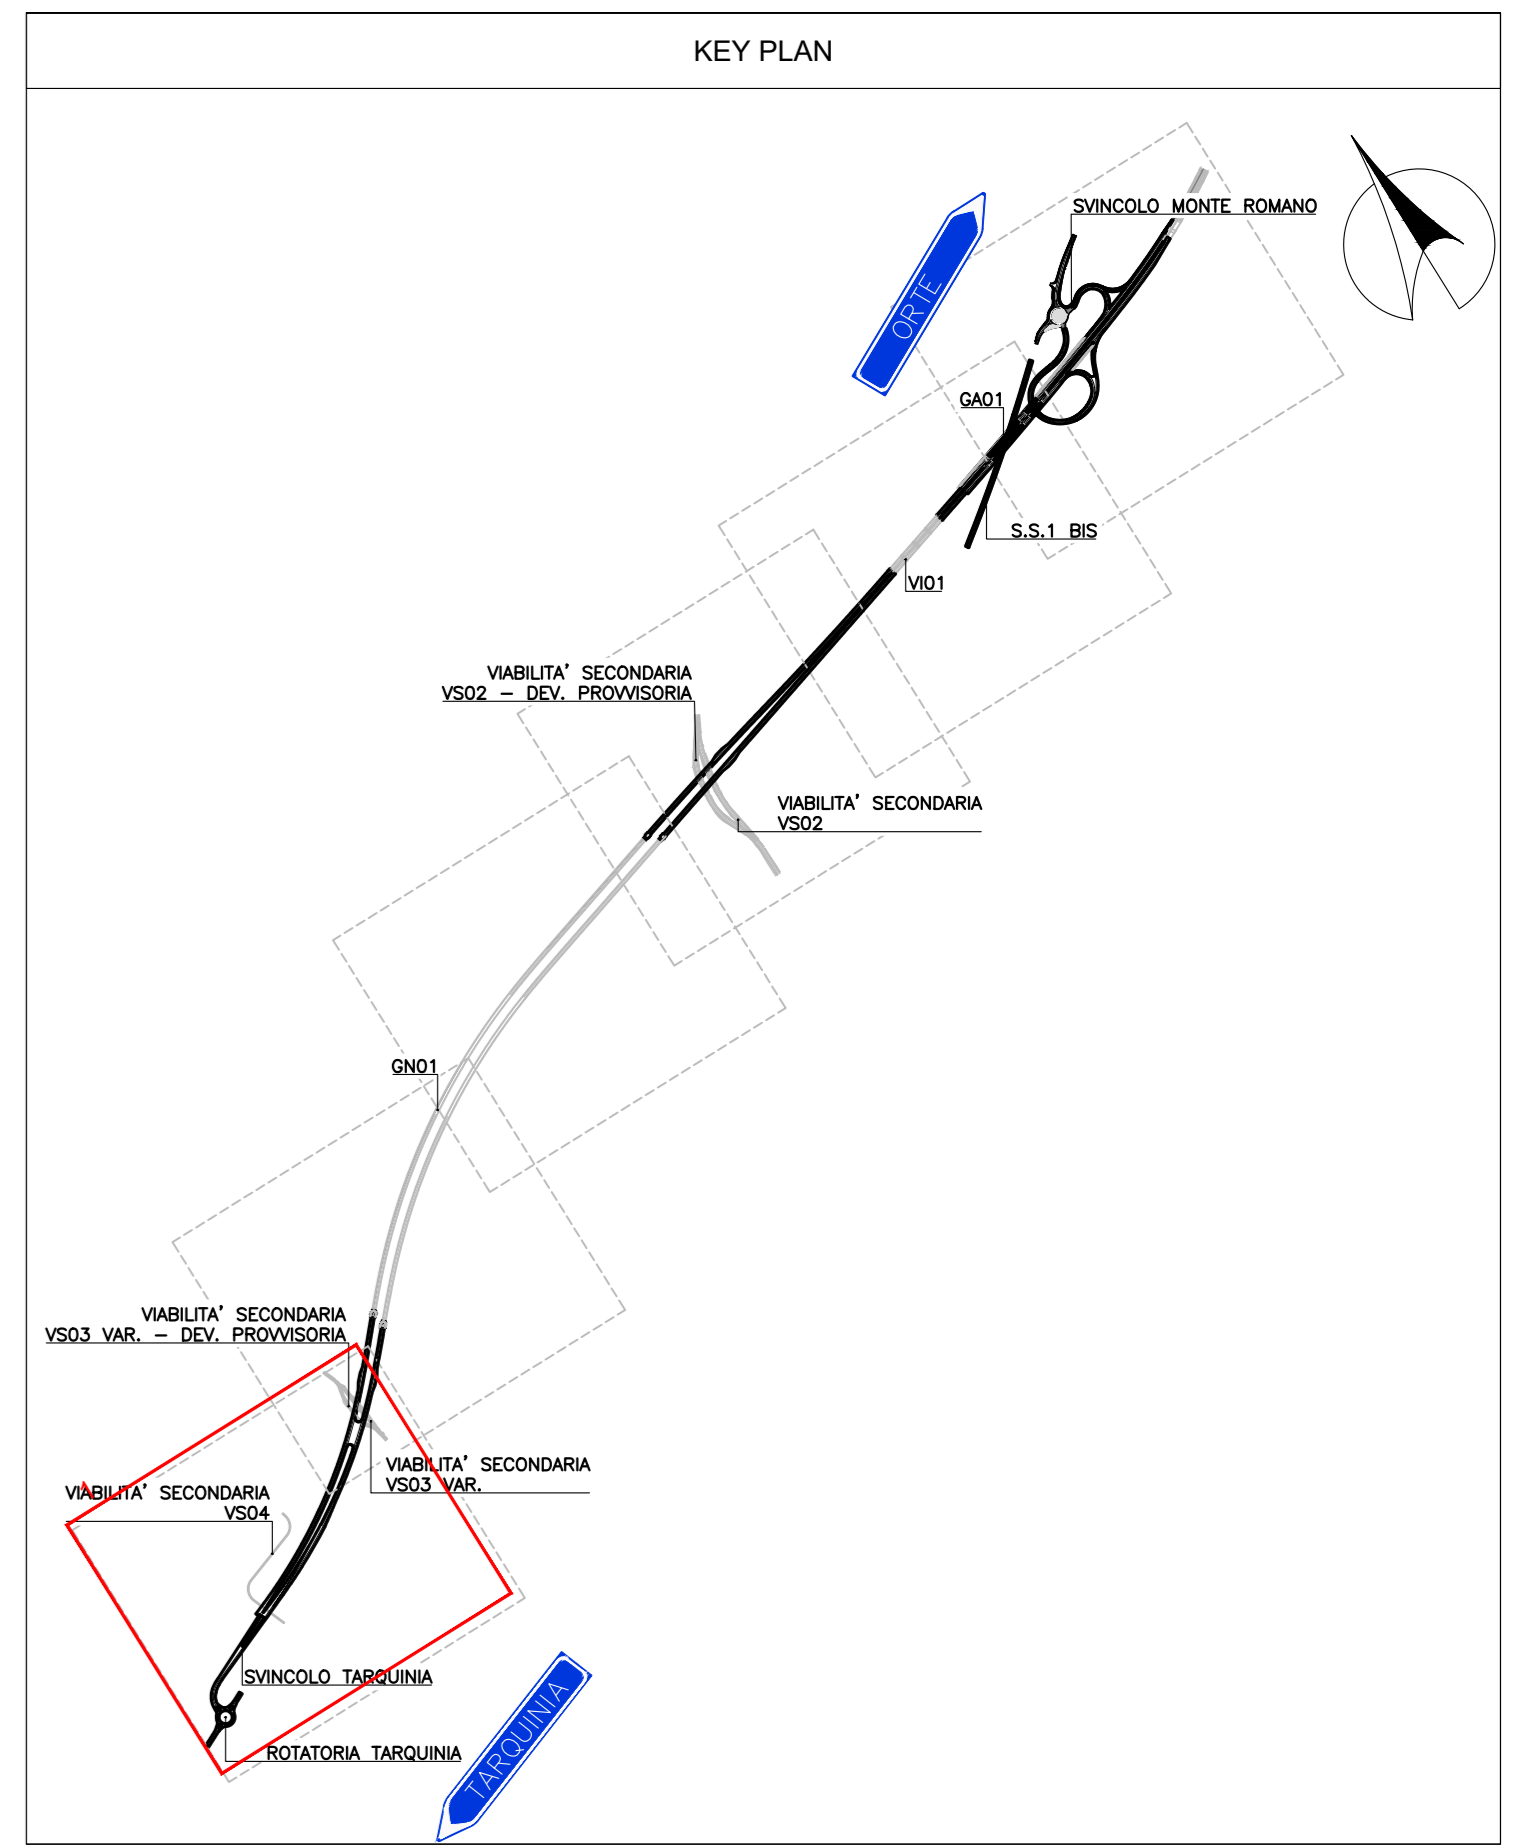 KEY PLAN
SVINCOLO MONTE ROMANO
ORTE
GA01
S.S.1 BIS
VI01
VIABILITA' SECONDARIA
VS02 – DEV. PROVVISORIA
VIABILITA' SECONDARIA
VS02
GN01
VIABILITA' SECONDARIA
VS03 VAR. – DEV. PROVVISORIA
VIABILITA' SECONDARIA
VS03 VAR.
VIABILITA' SECONDARIA
VS04
SVINCOLO TARQUINIA
TARQUINIA
ROTATORIA TARQUINIA